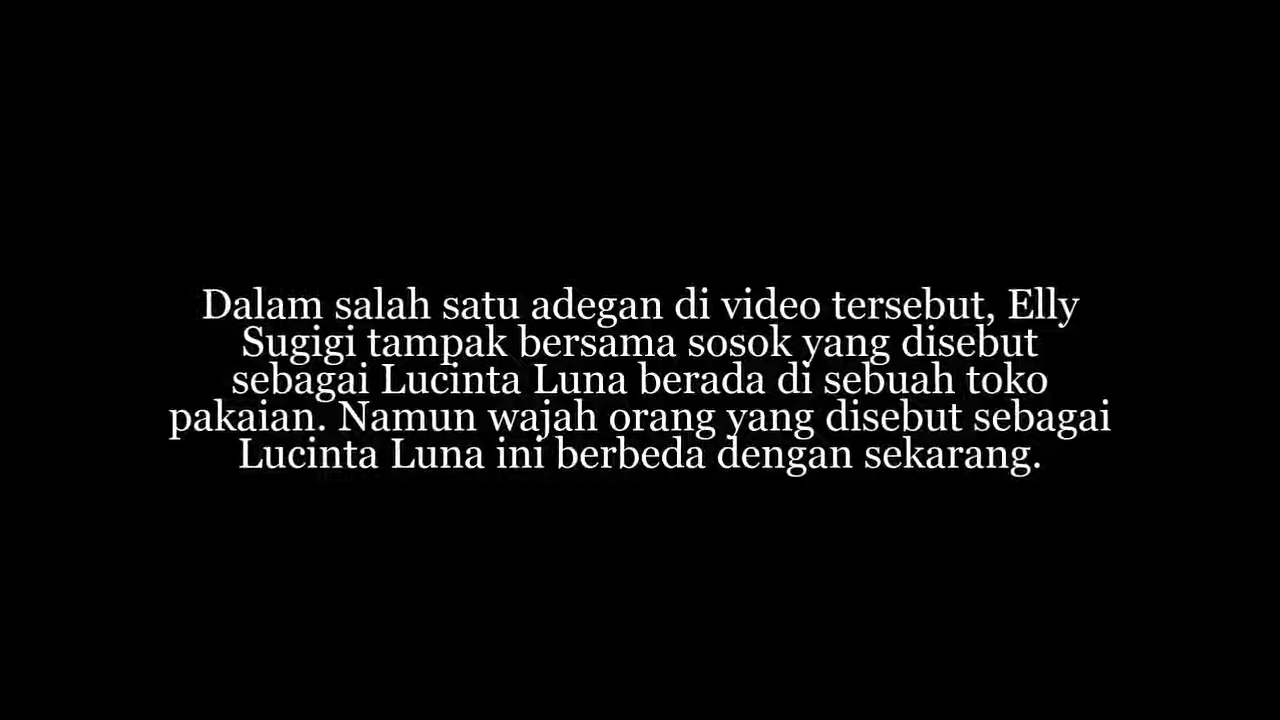 Dalam salah satu adegan di video tersebut, Elly
Sugigi tampak bersama sosok yang disebut
sebagai Lucinta Luna berada di sebuah toko
pakaian. Namun wajah orang yang disebut sebagai
Lucinta Luna ini berbeda dengan sekarang.